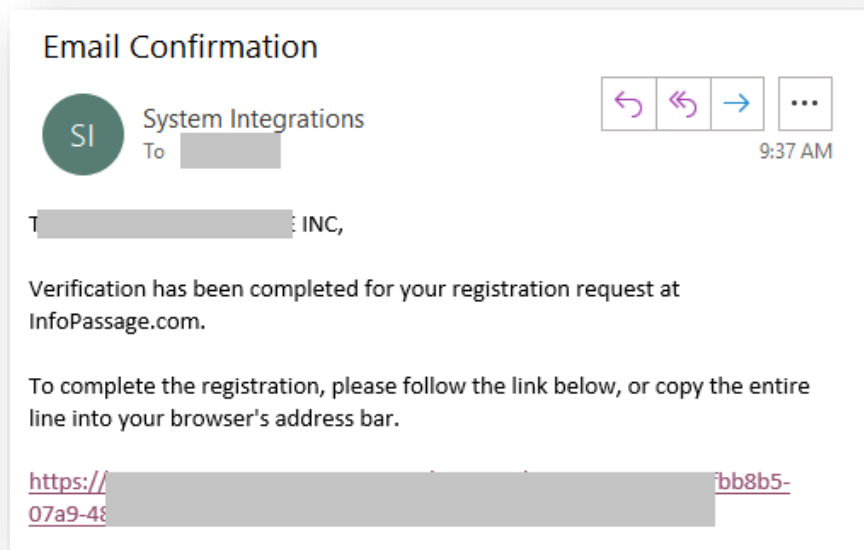 Email Confirmation
SI
System Integrations
To
9:37 AM
INC,
Verification has been completed for your registration request at
InfoPassage.com.
To complete the registration, please follow the link below, or copy the entire
line into your browser's address bar.
https://
fbb8b5-
07a9-48